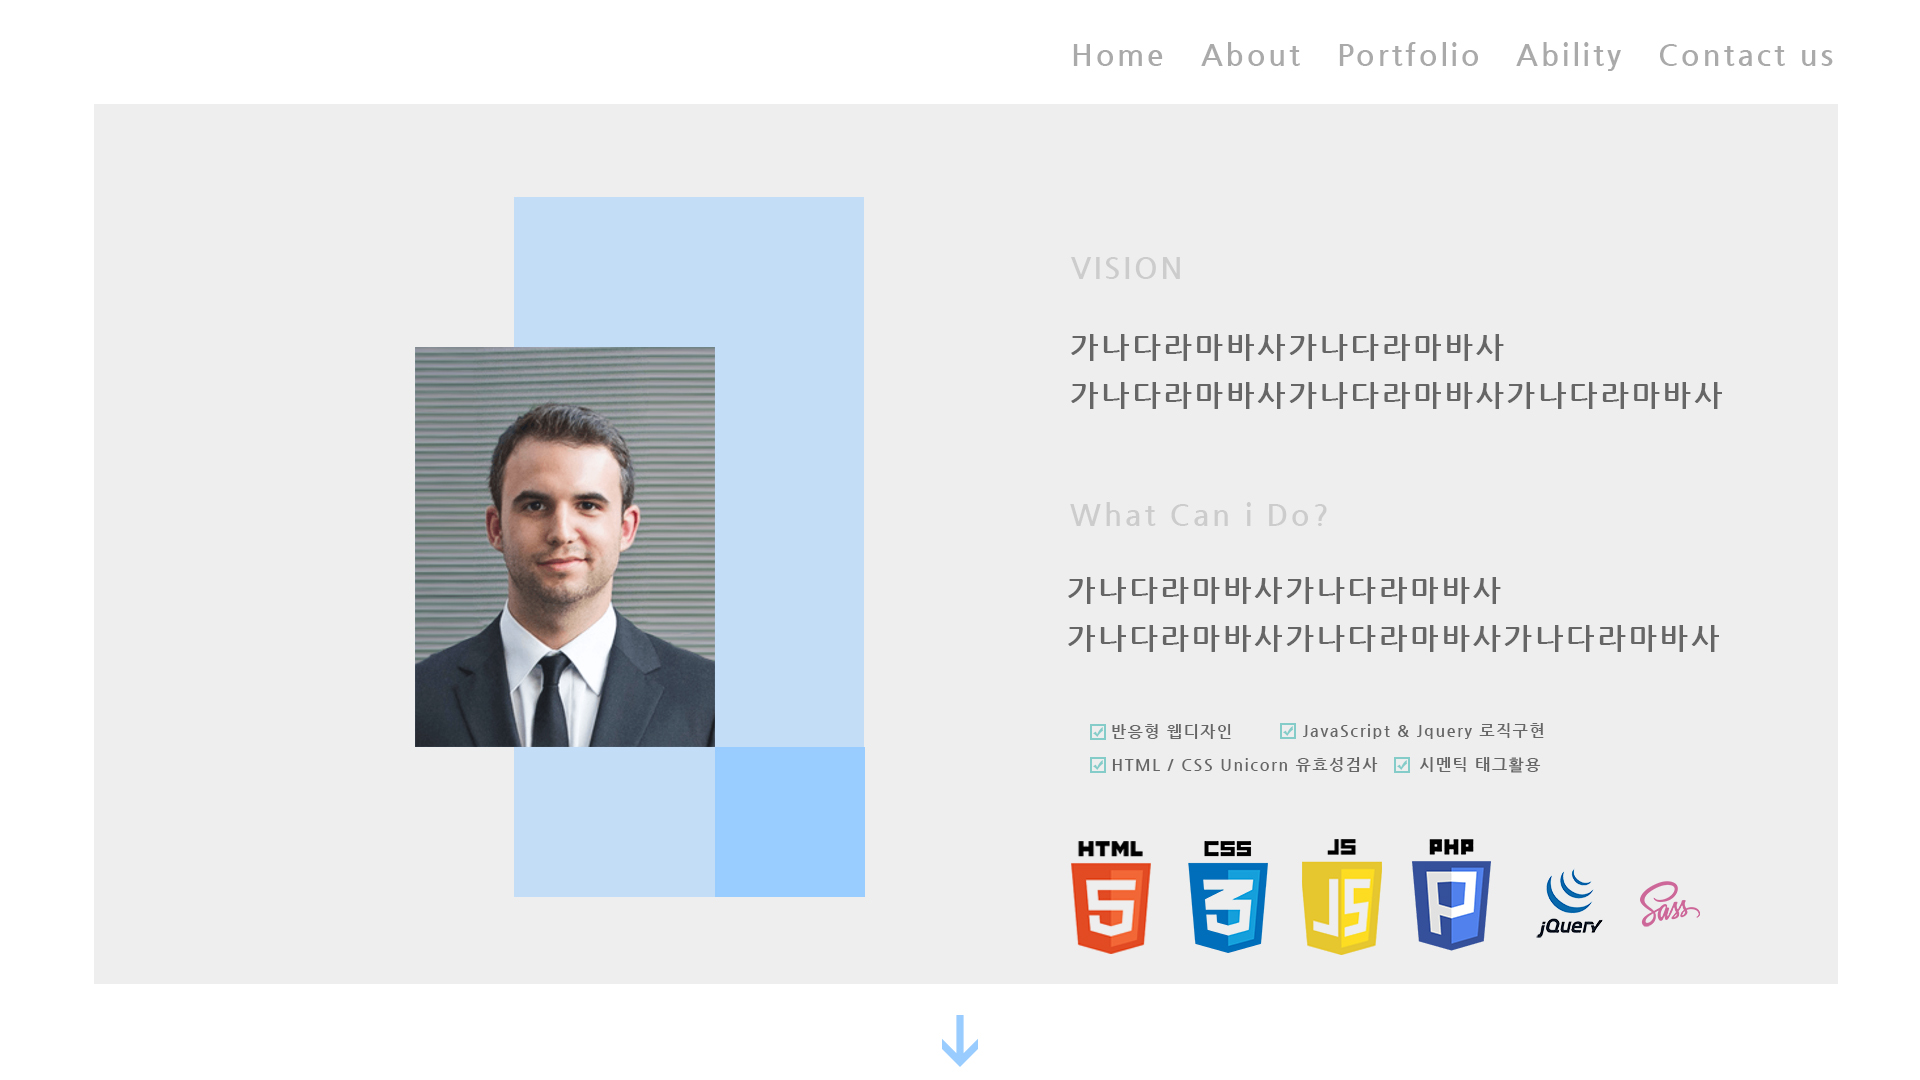 Home About Portfolio Ability Contact us
VISION
가나다라마바사가나다라마바사
가나다라마바사가나다라마바사가나다라마바사
What Can i Do?
가나다라마바사가나다라마바사
가나다라마바사가나다라마바사가나다라마바사
반응형 웹디자인 JavaScript & Jquery 로직구현
HTML / CSS Unicorn 유효성검사 시멘틱 태그활용
HTML CSS JS PHP
5 3 JS P jQuery Sass